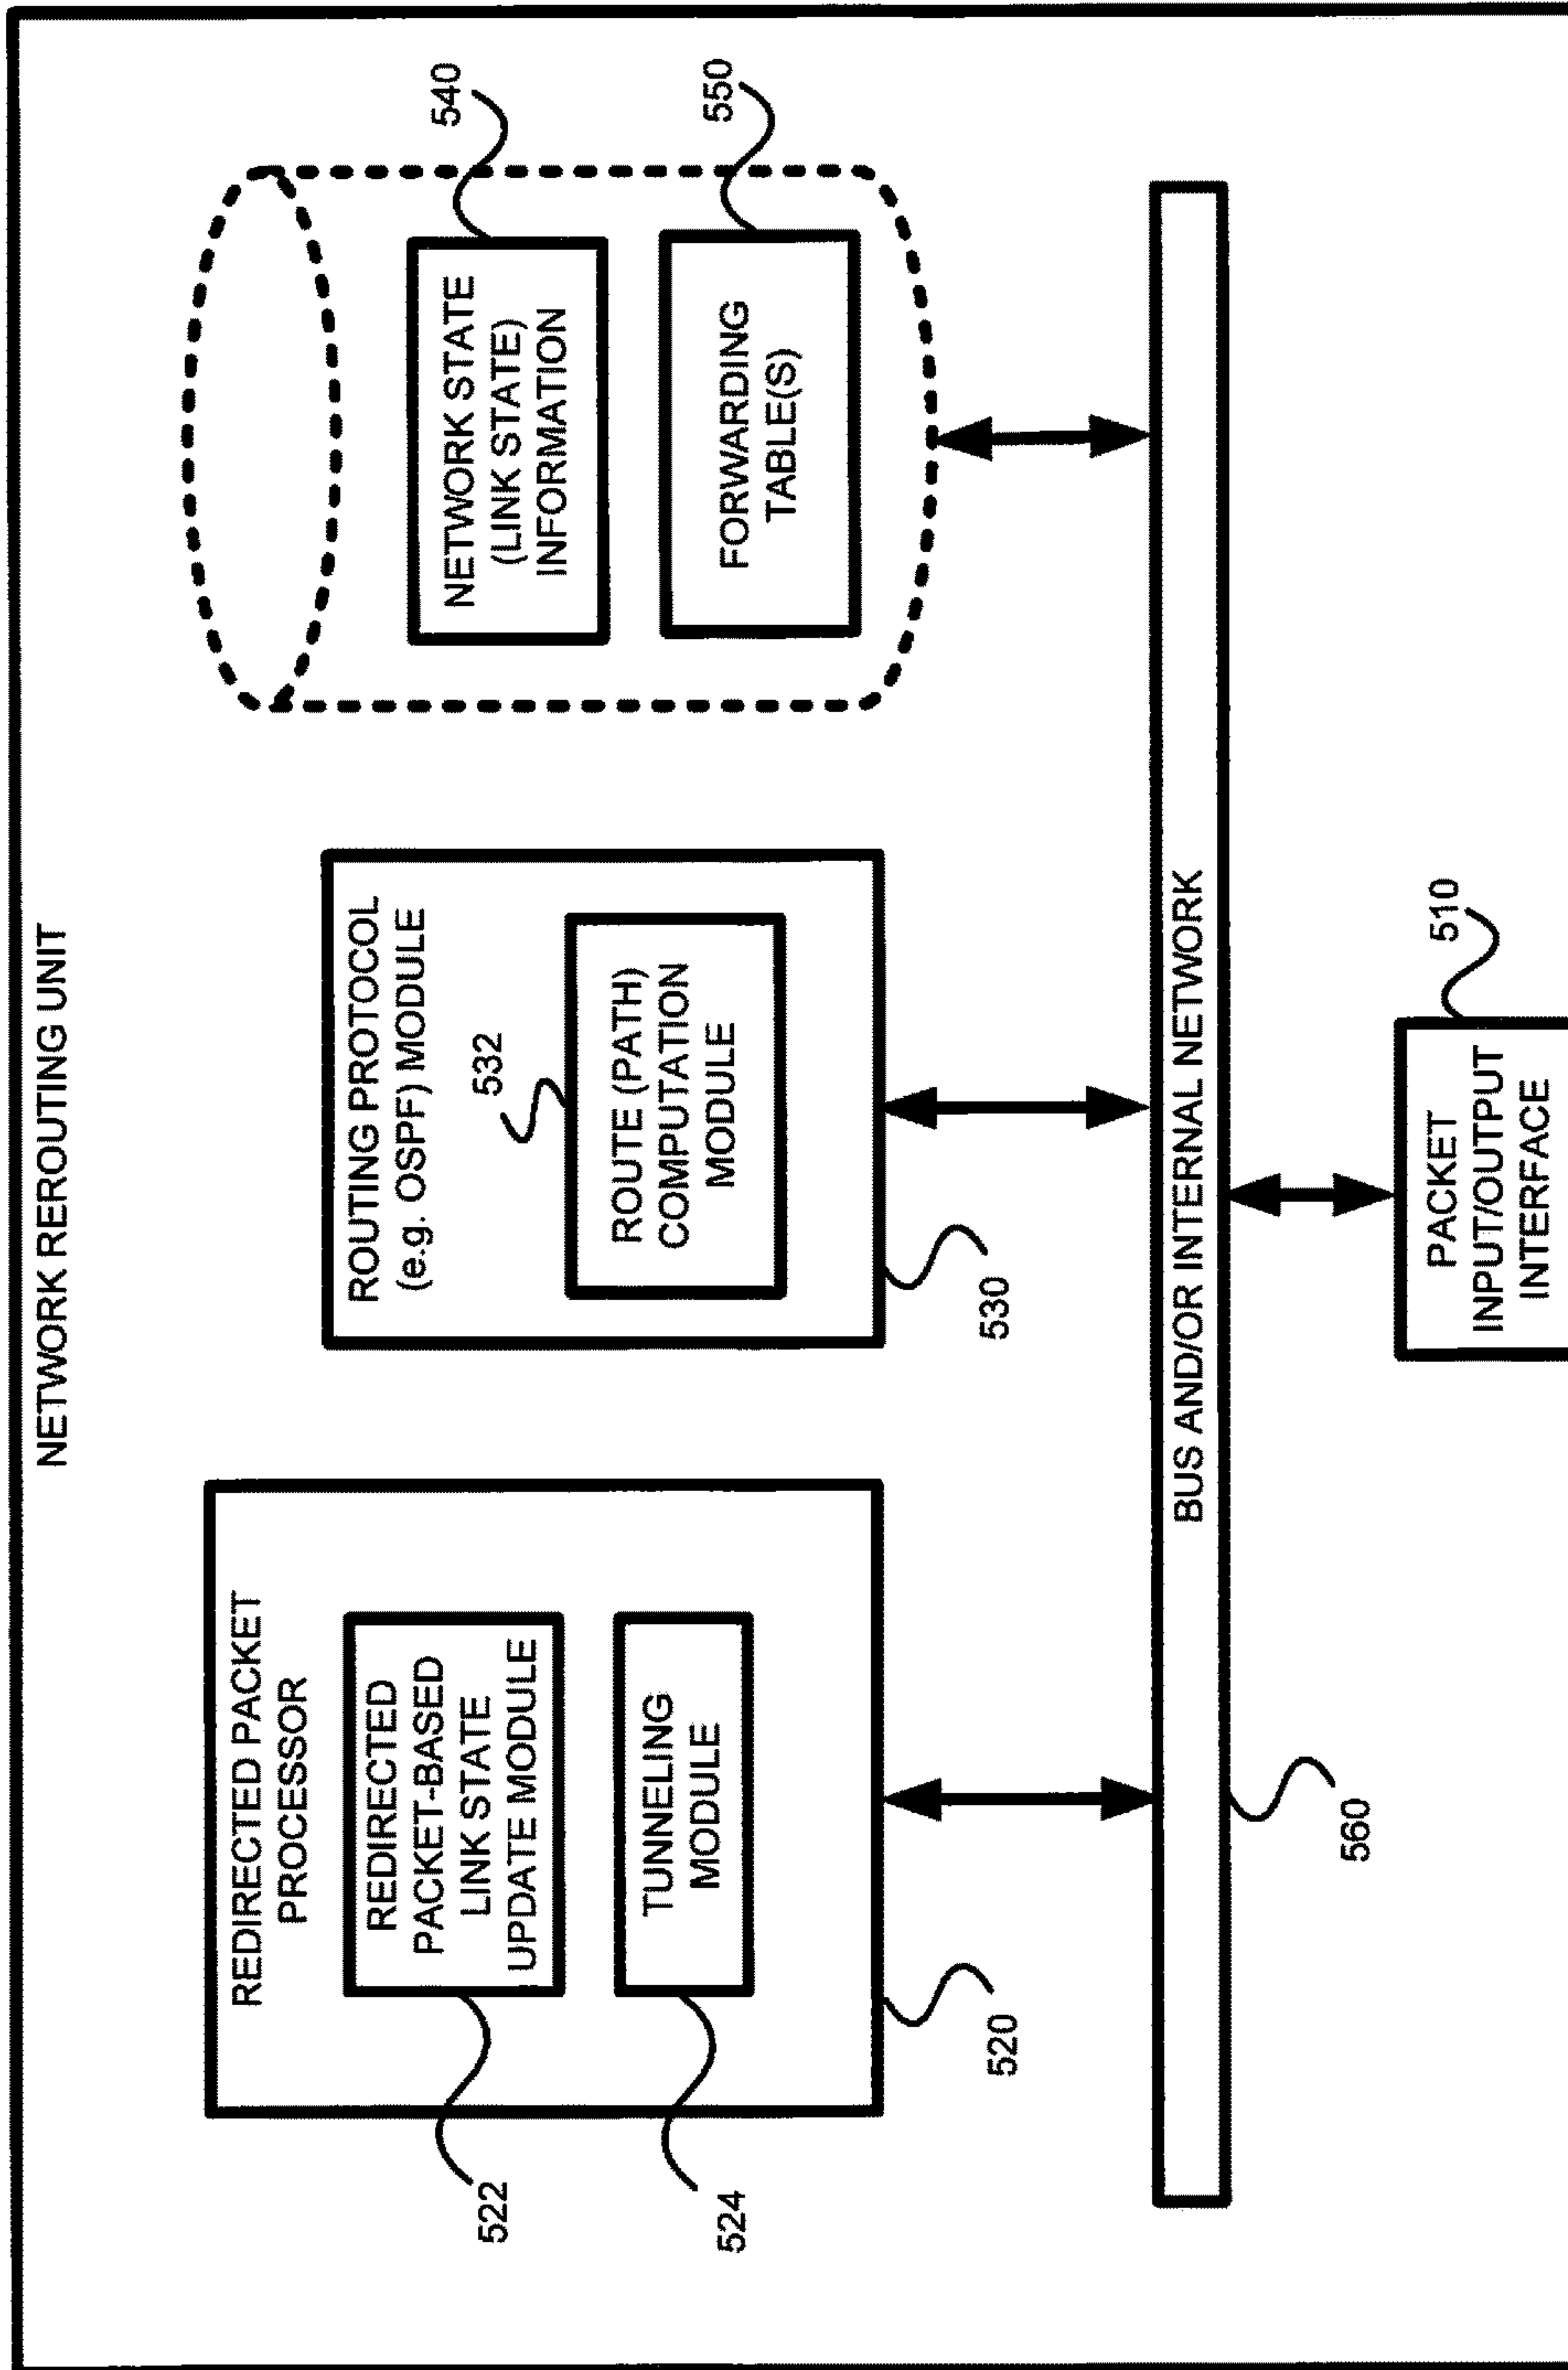 NETWORK REROUTING UNIT
REDIRECTED PACKET
PROCESSOR
REDIRECTED
PACKET-BASED
LINK STATE
UPDATE MODULE
522
TUNNELING
MODULE
524
520
ROUTING PROTOCOL
(e.g. OSPF) MODULE
532
ROUTE (PATH)
COMPUTATION
MODULE
530
540
NETWORK STATE
(LINK STATE)
INFORMATION
550
FORWARDING
TABLE(S)
BUS AND/OR INTERNAL NETWORK
560
510
PACKET
INPUT/OUTPUT
INTERFACE